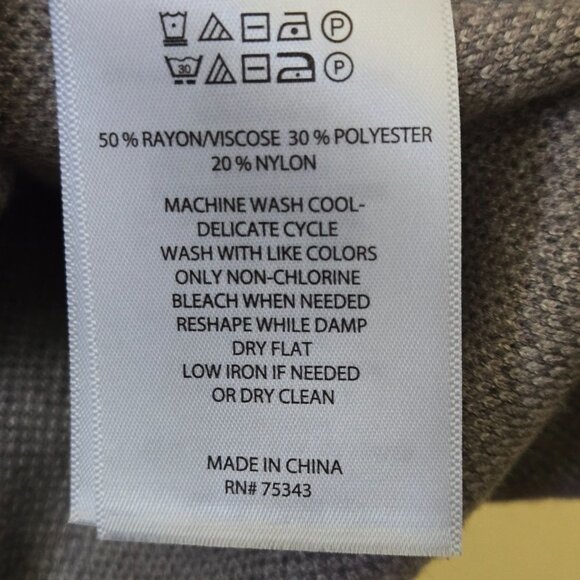 P
30 P
50 % RAYON/VISCOSE 30 % POLYESTER
20 % NYLON
MACHINE WASH COOL-
DELICATE CYCLE
WASH WITH LIKE COLORS
ONLY NON-CHLORINE
BLEACH WHEN NEEDED
RESHAPE WHILE DAMP
DRY FLAT
LOW IRON IF NEEDED
OR DRY CLEAN
MADE IN CHINA
RN# 75343